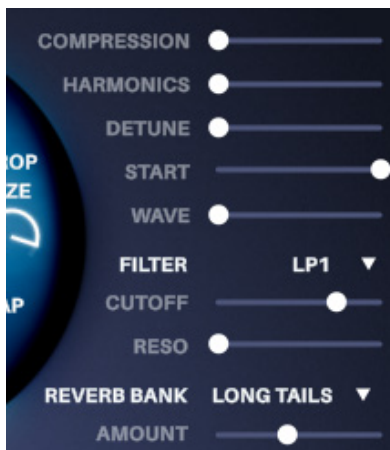 COMPRESSION
HARMONICS
DETUNE
START
WAVE
FILTER LP1
CUTOFF
RESO
REVERB BANK LONG TAILS
AMOUNT